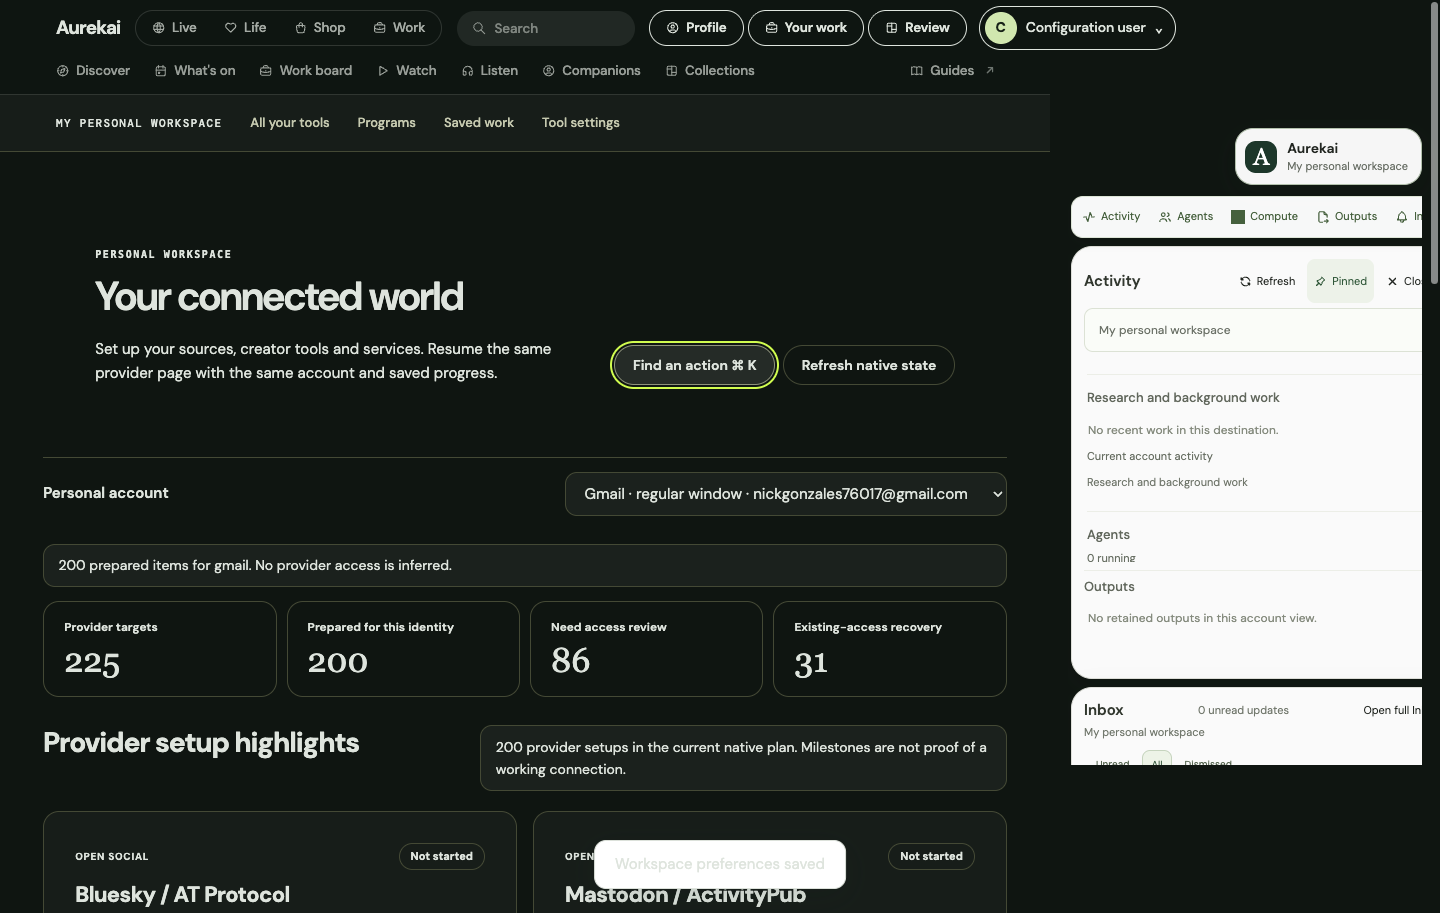 Aurekai
Live
Life
Shop
Work
Search
Profile
Your work
Review
C
Configuration user
Discover
What's on
Work board
Watch
Listen
Companions
Collections
Guides
MY PERSONAL WORKSPACE
All your tools
Programs
Saved work
Tool settings
PERSONAL WORKSPACE
Your connected world
Set up your sources, creator tools and services. Resume the same
provider page with the same account and saved progress.
Find an action ⌘ K
Refresh native state
Personal account
Gmail · regular window · nickgonzales76017@gmail.com
200 prepared items for gmail. No provider access is inferred.
Provider targets
225
Prepared for this identity
200
Need access review
86
Existing-access recovery
31
Provider setup highlights
200 provider setups in the current native plan. Milestones are not proof of a
working connection.
OPEN SOCIAL
Not started
Bluesky / AT Protocol
OPEN
Not started
Mastodon / ActivityPub
Workspace preferences saved
A
Aurekai
My personal workspace
Activity
Agents
Compute
Outputs
In
Activity
Refresh
Pinned
Clo
My personal workspace
Research and background work
No recent work in this destination.
Current account activity
Research and background work
Agents
0 running
Outputs
No retained outputs in this account view.
Inbox
0 unread updates
Open full In
My personal workspace
Unread
All
Dismissed